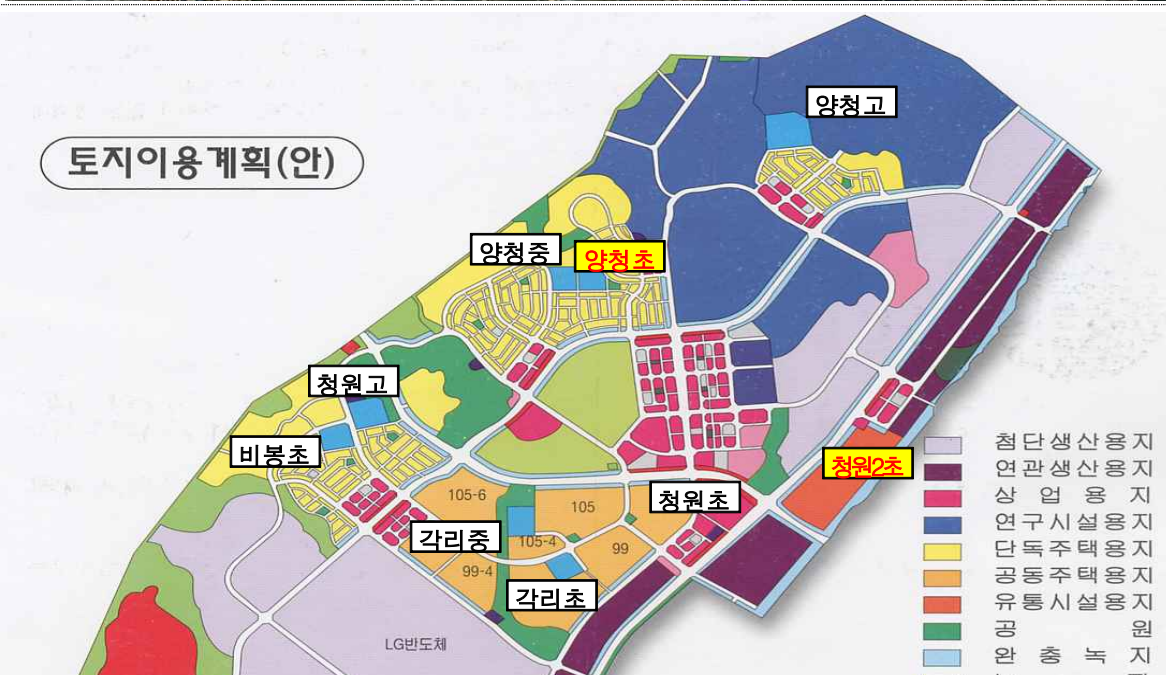 토지이용계획(안)
양청고
양청중
양청초
청원고
비봉초
청원2초
청원초
105-6
105
각리중
105-4
99
99-4
각리초
LG반도체
첨단생산용지
연관생산용지
상업용지
연구시설용지
단독주택용지
공동주택용지
유통시설용지
공원
완충녹지